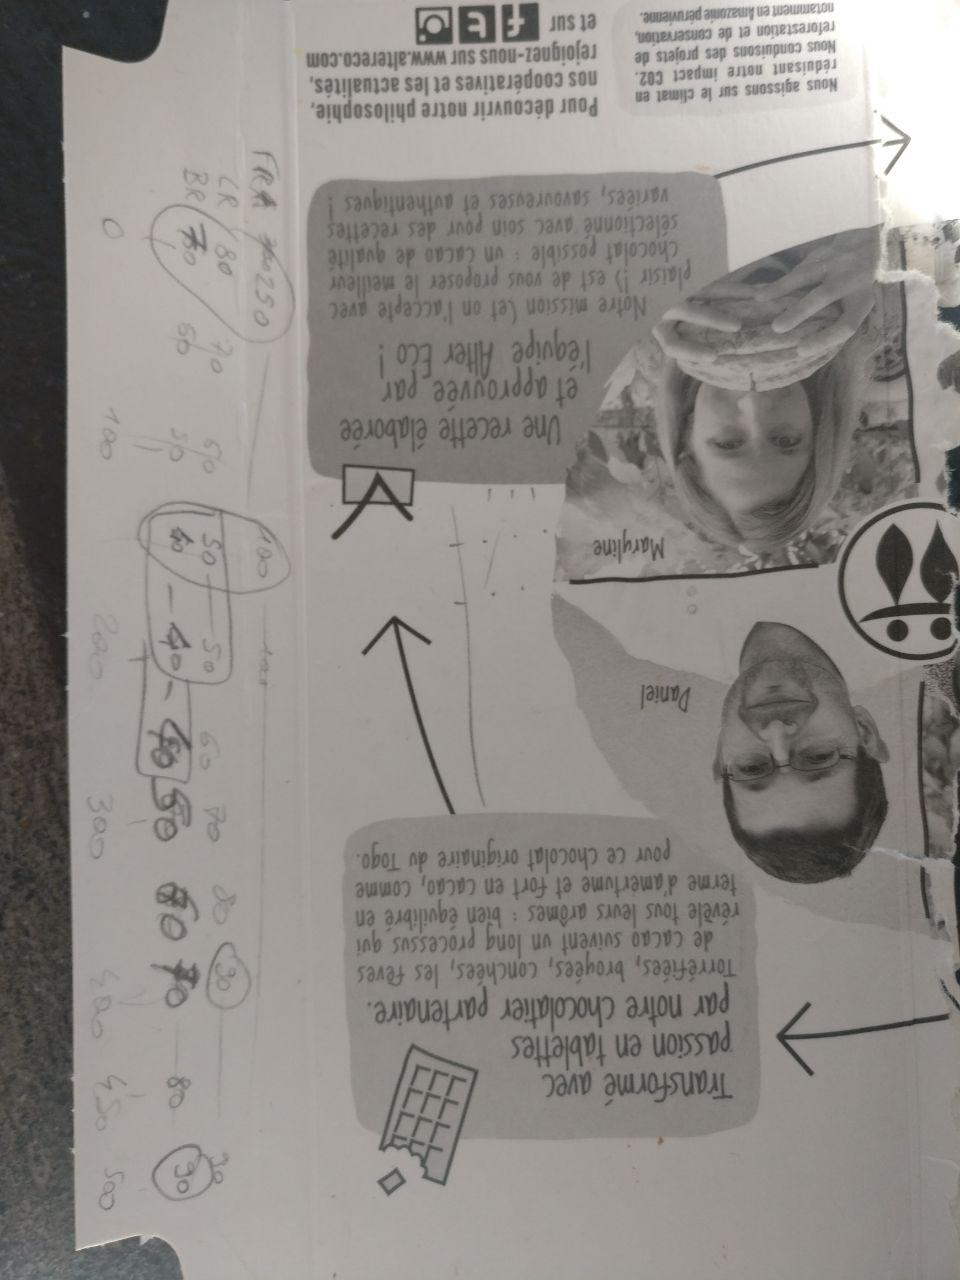 Transformé avec
passion en tablettes
par notre chocolatier partenaire.
Torréfiées, broyées, conchées, les fèves
de cacao suivent un long processus qui
révèle tous leurs arômes : bien équilibré en
terme d'amertume et fort en cacao, comme
pour ce chocolat originaire du Togo.
Daniel
Maryline
Une recette élaborée
et approuvée par
l'équipe Alter Eco !
Notre mission (et on l'accepte avec
plaisir !) est de vous proposer le meilleur
chocolat possible : un cacao de qualité
sélectionné avec soin pour des recettes
variées, savoureuses et authentiques !
Pour découvrir notre philosophie,
nos coopératives et les actualités,
rejoignez-nous sur www.altereco.com
et sur
Nous agissons sur le climat en
réduisant notre impact CO2.
Nous conduisons des projets de
reforestation et de conservation,
notamment en Amazonie péruvienne.
250 100
LR 80 70 60 50 50 60 70 80 30
BR 70 60 50 40 40 40 50 60 70 80 30
30
0 100 200 300 400 450 500